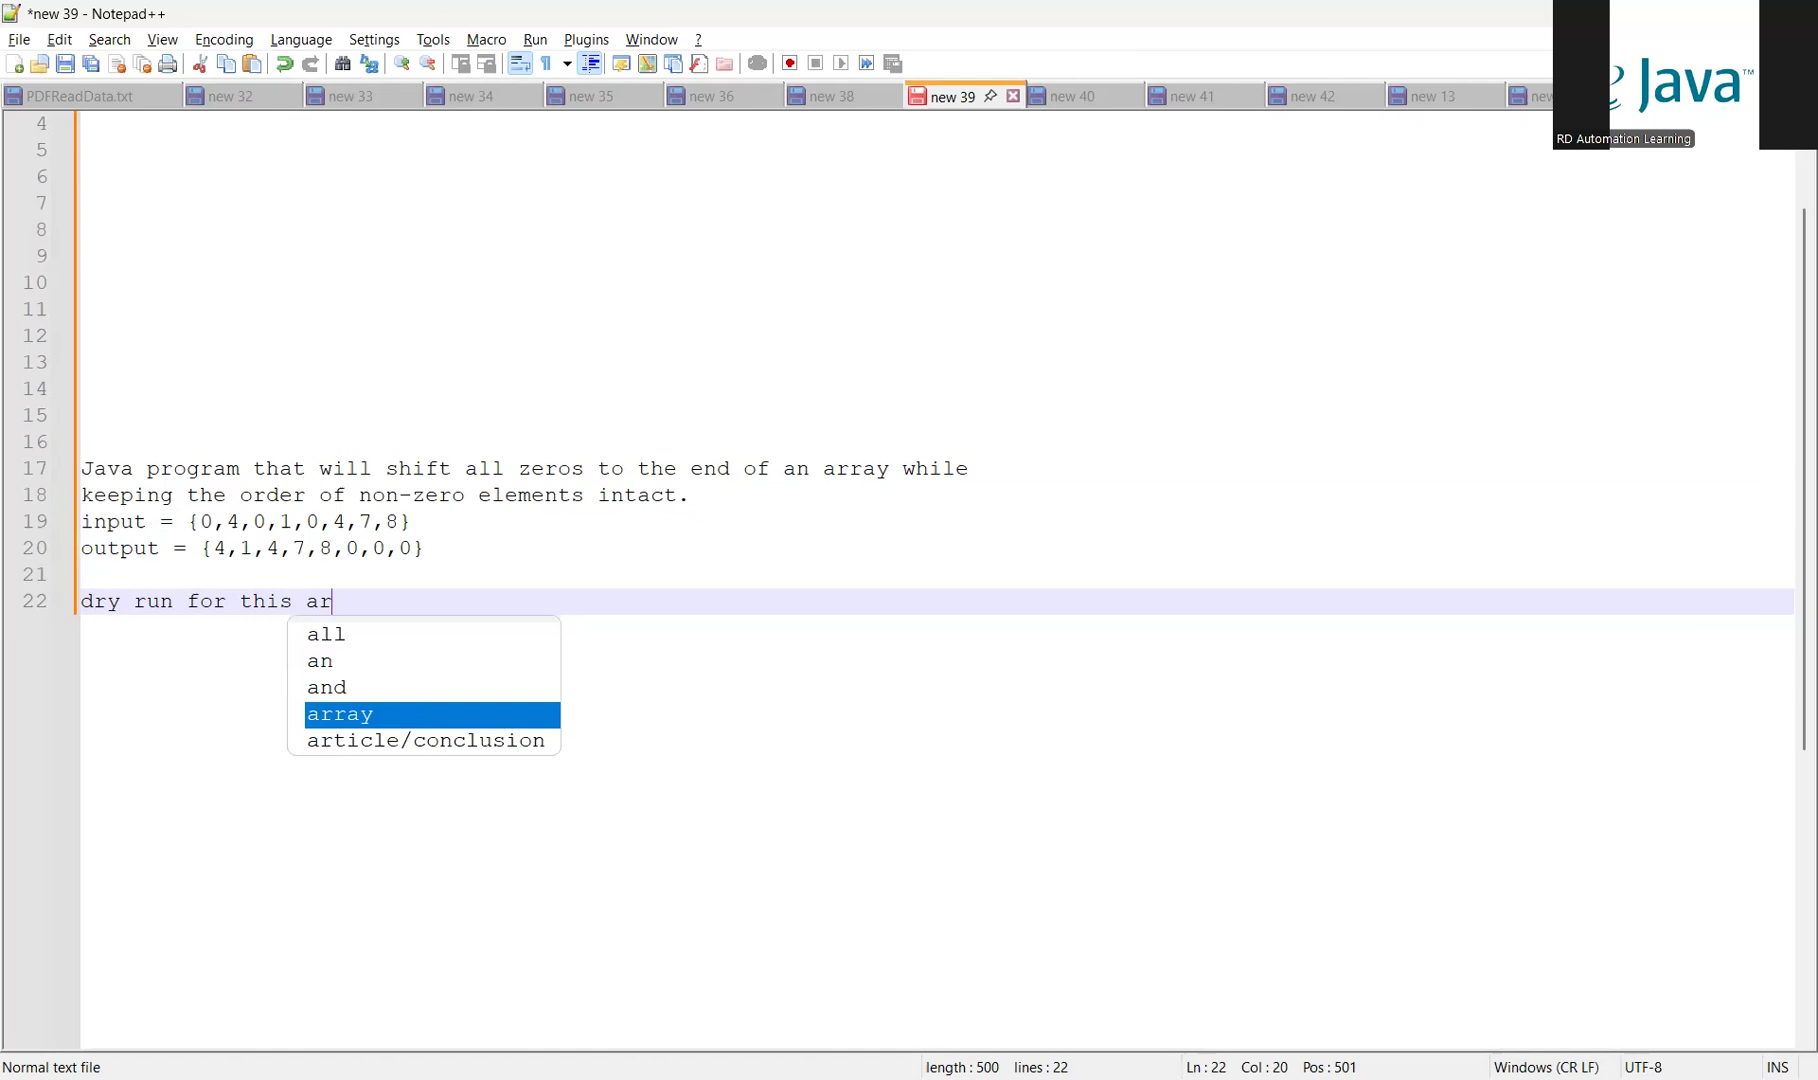 *new 39 - Notepad++
File Edit Search View Encoding Language Settings Tools Macro Run Plugins Window ?
PDFReadData.txt new 32 new 33 new 34 new 35 new 36 new 38 new 39 new 40 new 41 new 42 new 13 new
Java™
RD Automation Learning
4
5
6
7
8
9
10
11
12
13
14
15
16
17 Java program that will shift all zeros to the end of an array while
18 keeping the order of non-zero elements intact.
19 input = {0,4,0,1,0,4,7,8}
20 output = {4,1,4,7,8,0,0,0}
21
22 dry run for this ar
all
an
and
array
article/conclusion
Normal text file length : 500 lines : 22 Ln : 22 Col : 20 Pos : 501 Windows (CR LF) UTF-8 INS